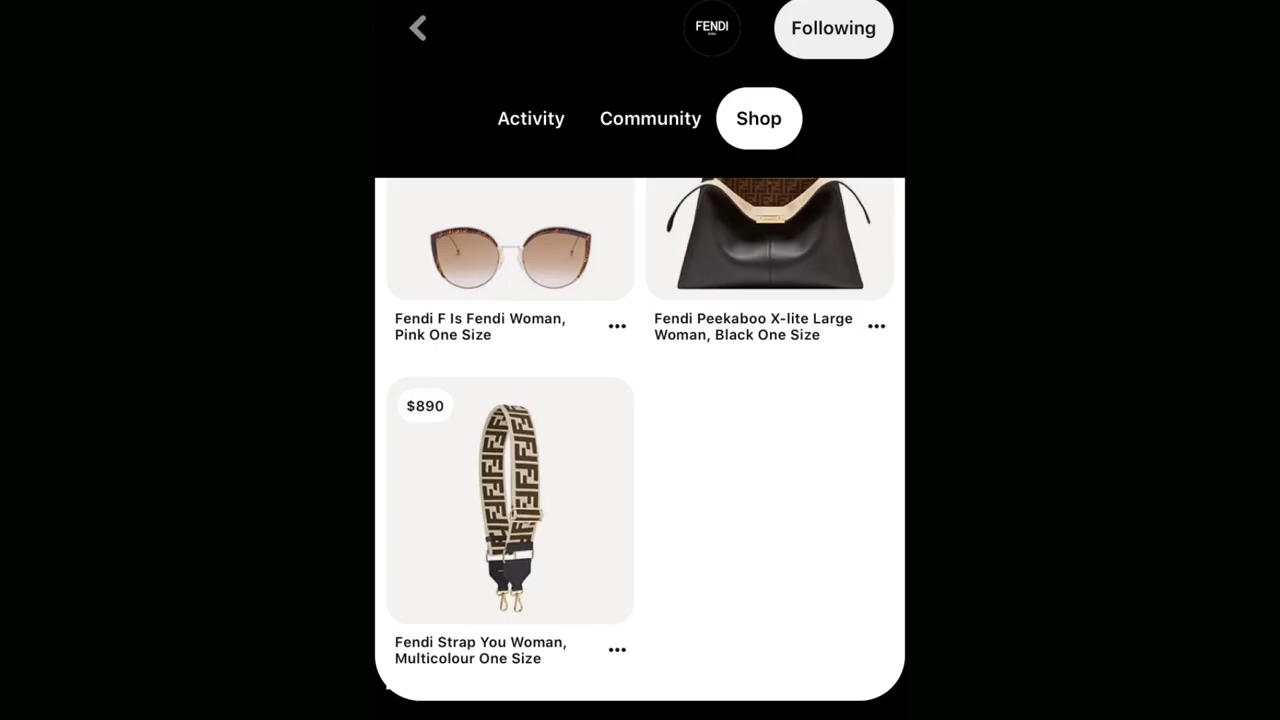 FENDI
Following
Activity
Community
Shop
Fendi F Is Fendi Woman,
Pink One Size
Fendi Peekaboo X-lite Large
Woman, Black One Size
$890
Fendi Strap You Woman,
Multicolour One Size